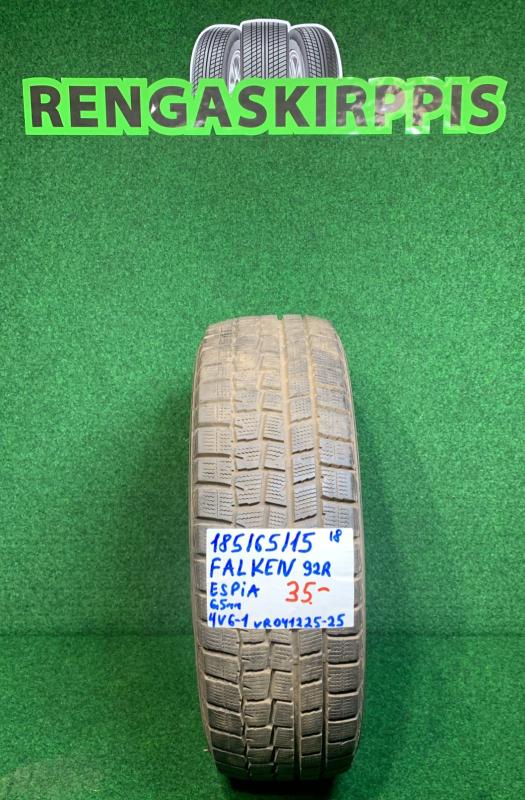 RENGASKIRPPIS
185/65/15 18
FALKEN 92R
ESPiA 35.-
6,5mm
4V6-1 VR041225-25